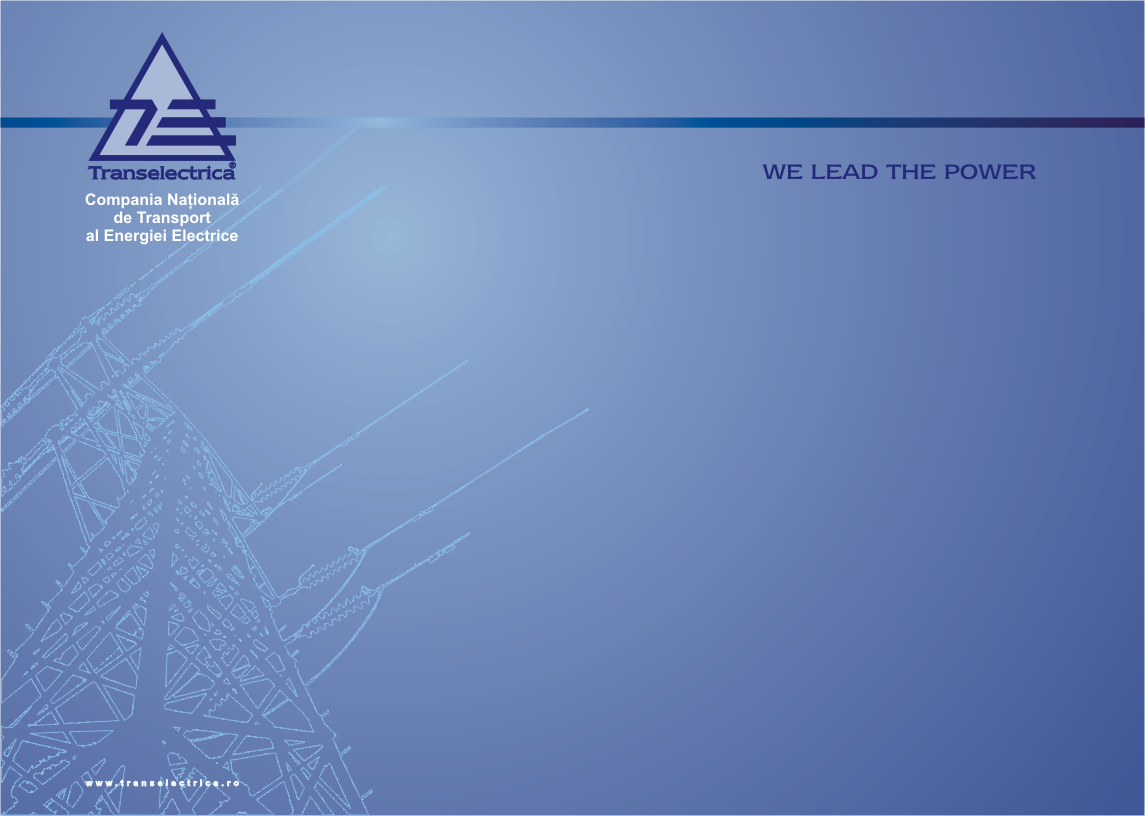 Transelectrica®
Compania Națională
de Transport
al Energiei Electrice
WE LEAD THE POWER
www.transelectrica.ro